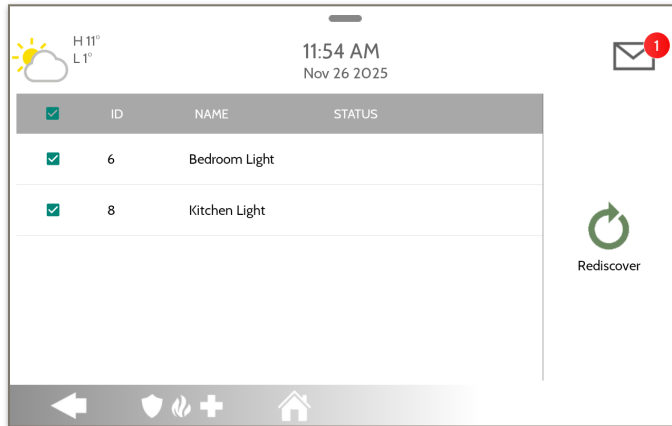 H 11°
L 1°
11:54 AM
Nov 26 2025
1
ID NAME STATUS
6 Bedroom Light
8 Kitchen Light
Rediscover